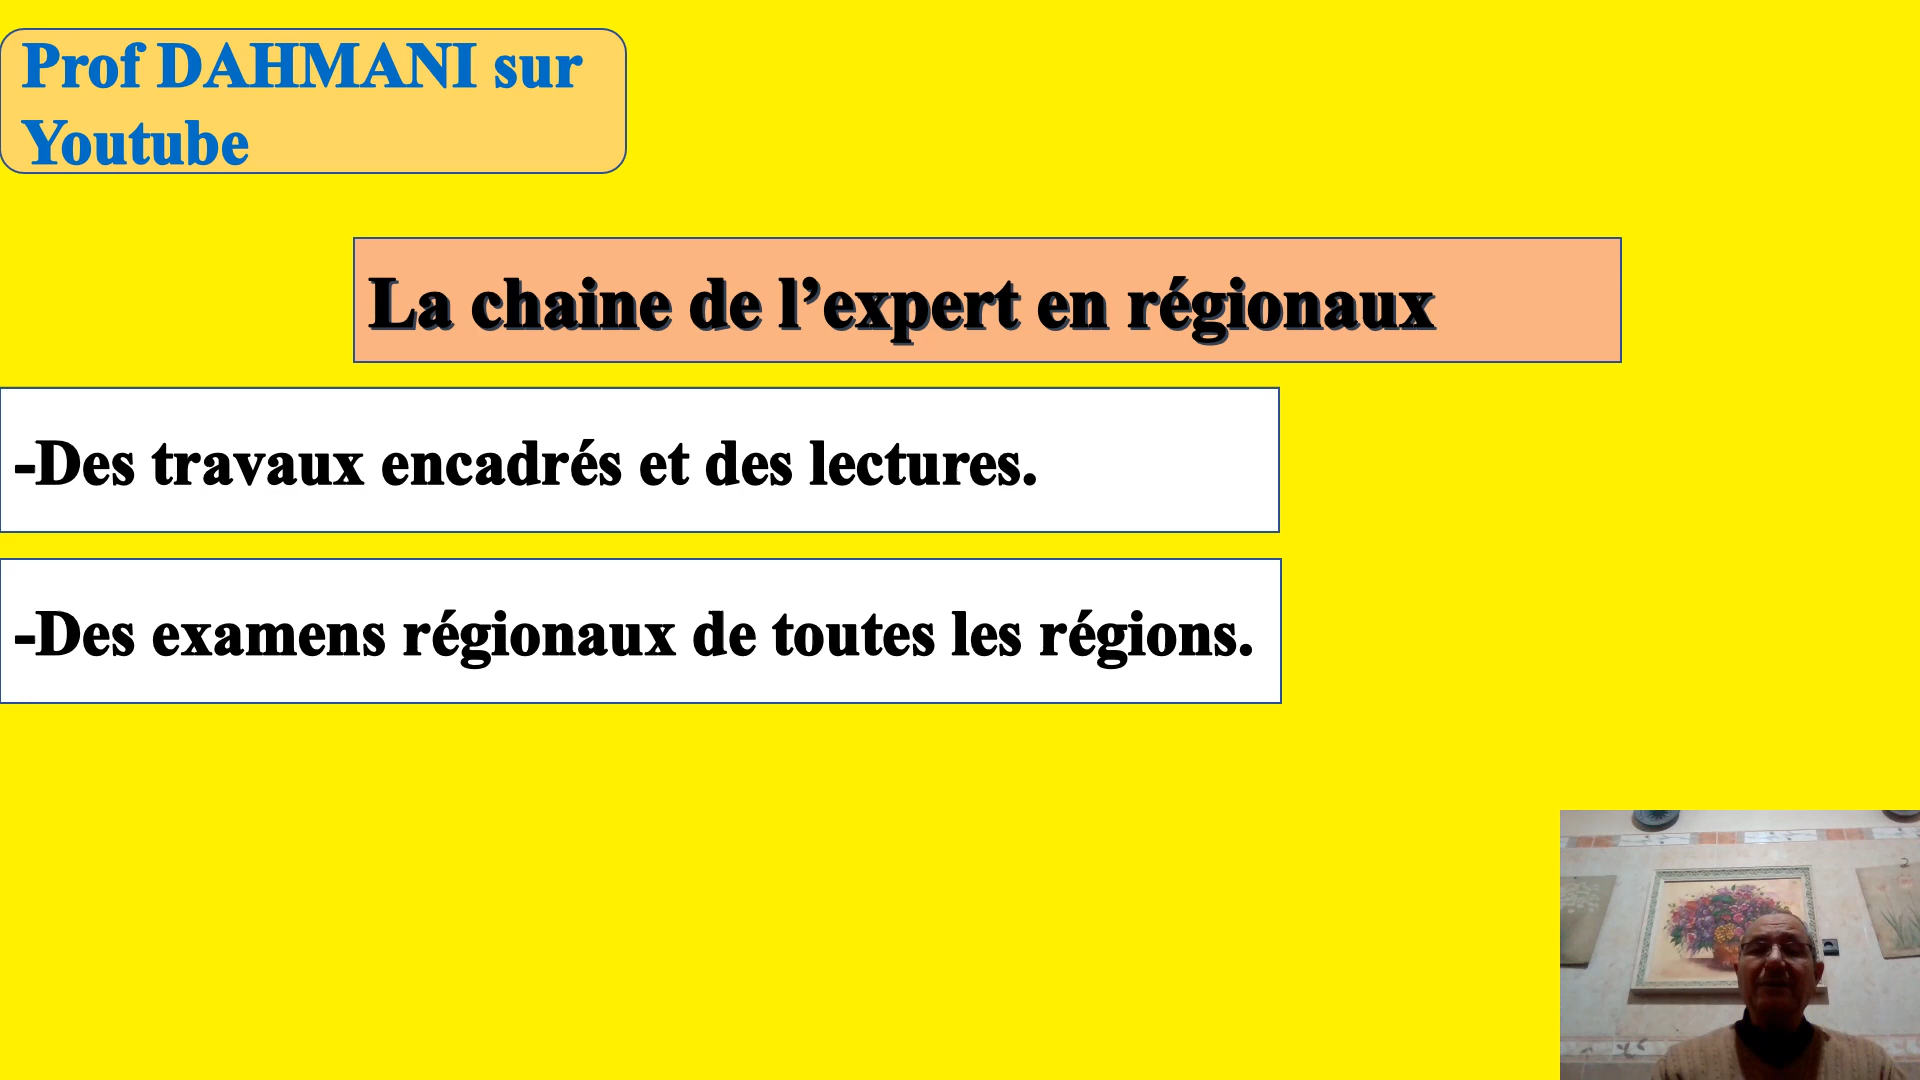 Prof DAHMANI sur
Youtube
La chaine de l’expert en régionaux
-Des travaux encadrés et des lectures.
-Des examens régionaux de toutes les régions.